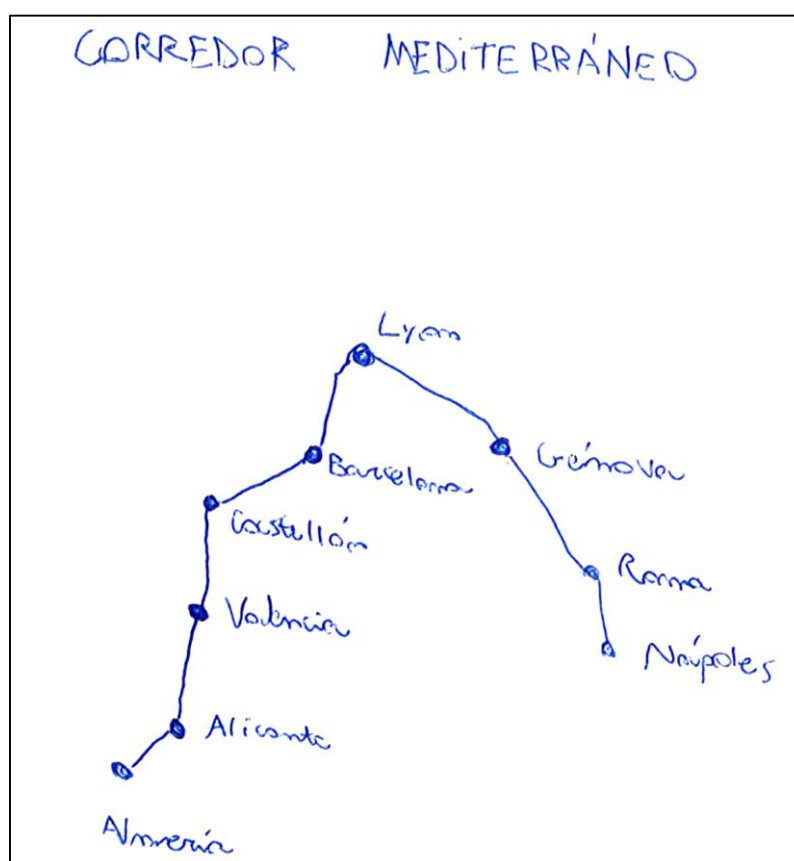 CORREDOR MEDITERRÁNEO
Lyon
Génova
Barcelona
Castellón
Roma
Valencia
Nápoles
Alicante
Almería